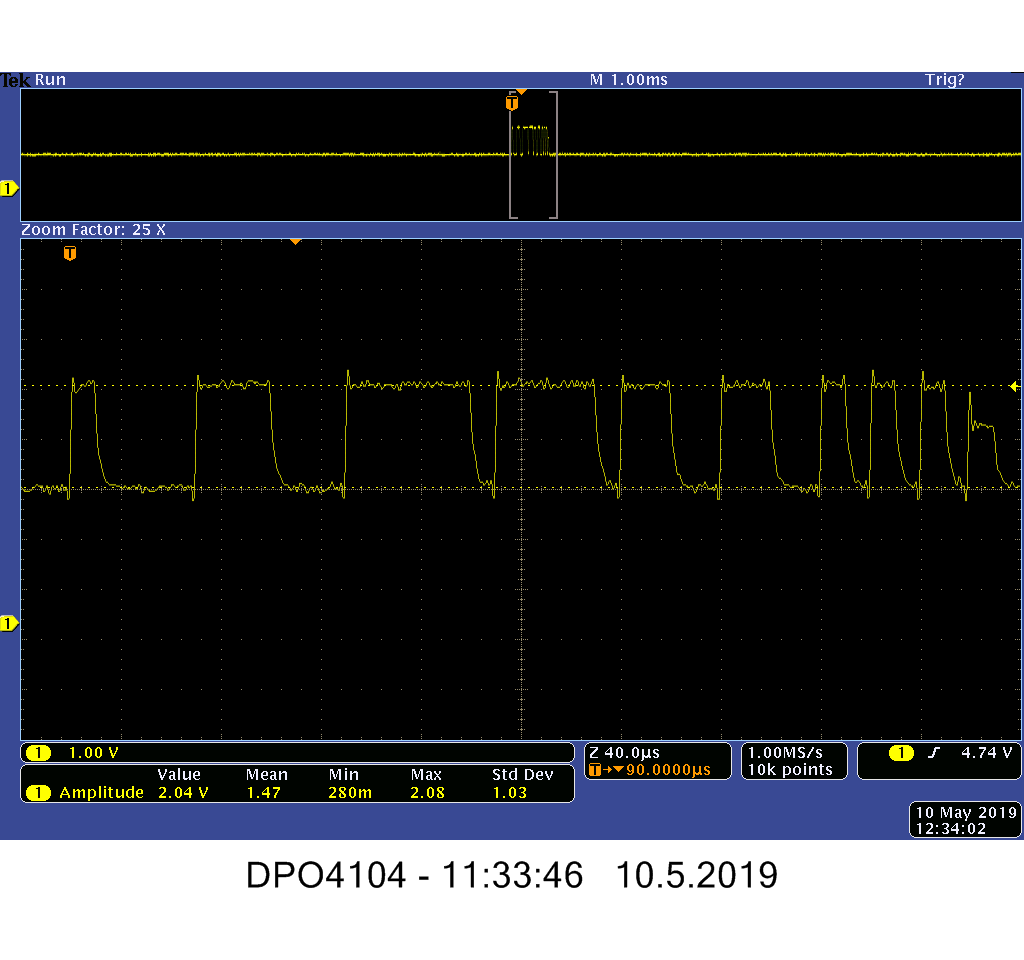 Tek Run M 1.00ms Trig?
T
1
Zoom Factor: 25 X
T
1
1 1.00 V
Value Mean Min Max Std Dev
1 Amplitude 2.04 V 1.47 280m 2.08 1.03
Z 40.0µs
T→▼90.0000µs
1.00MS/s
10k points
1 4.74 V
10 May 2019
12:34:02
DPO4104 - 11:33:46 10.5.2019